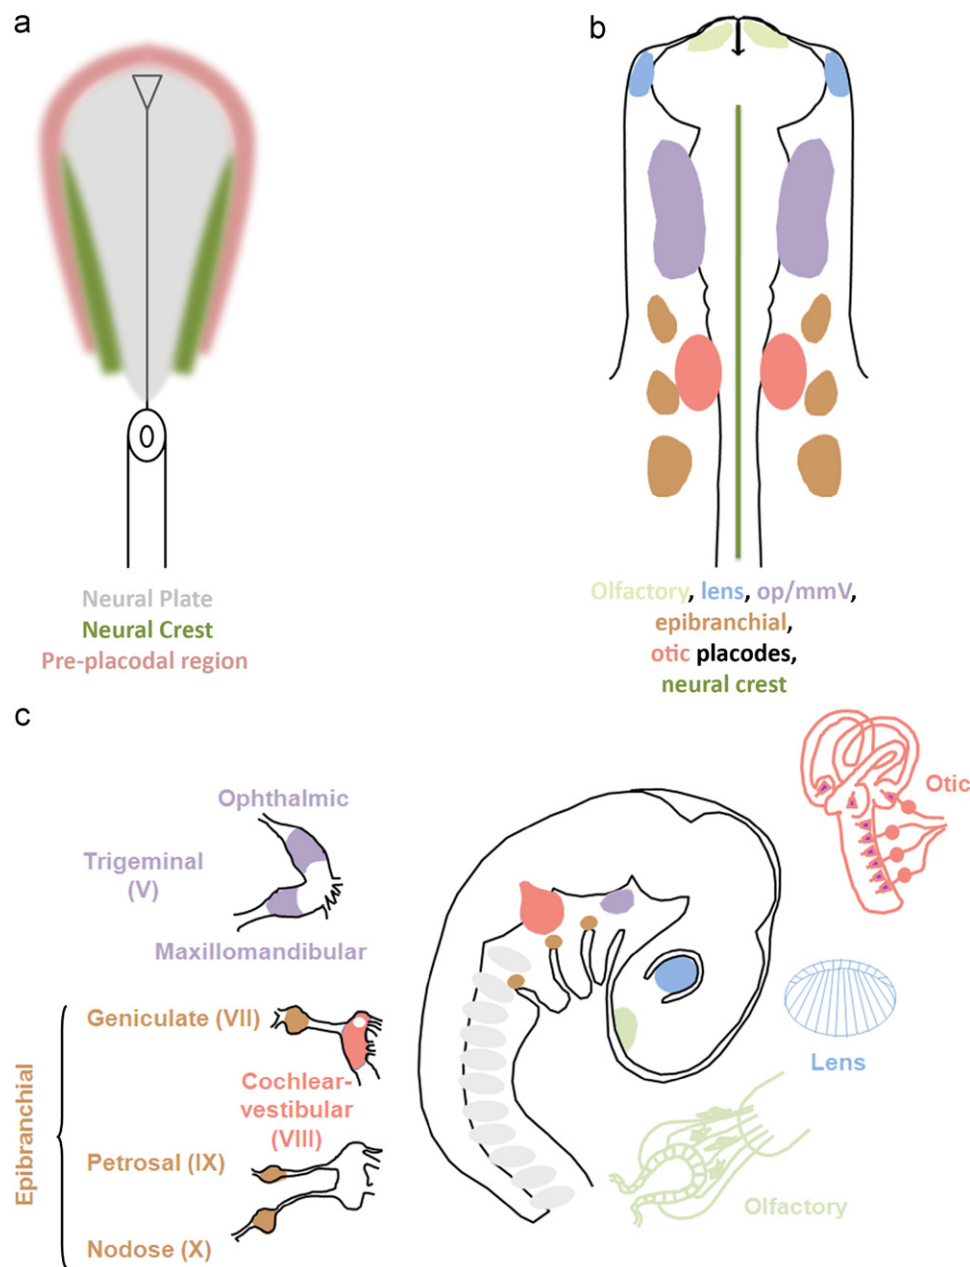 a
b
Neural Plate
Neural Crest
Pre-placodal region
Olfactory, lens, op/mmV,
epibranchial,
otic placodes,
neural crest
c
Ophthalmic
Trigeminal
(V)
Maxillomandibular
Epibranchial
Geniculate (VII)
Cochlear-
vestibular
(VIII)
Petrosal (IX)
Nodose (X)
Otic
Lens
Olfactory